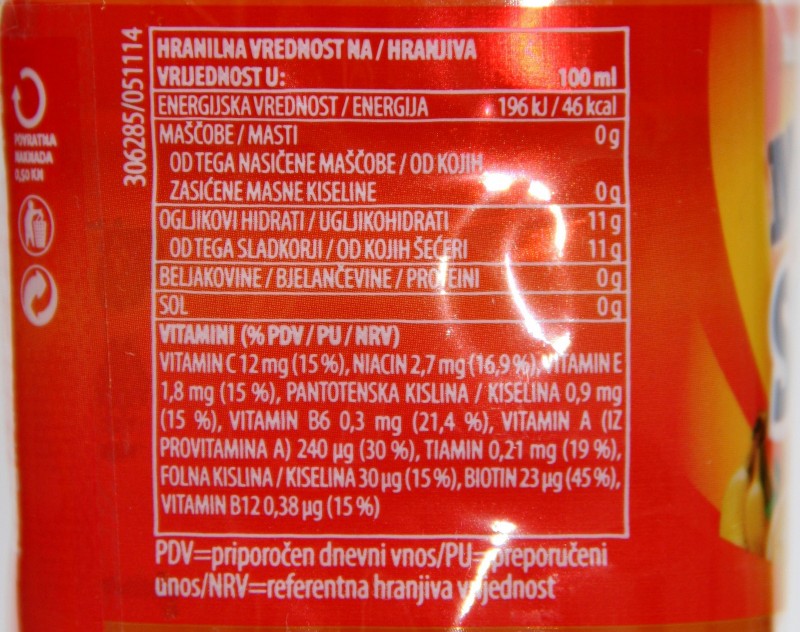 POVRATNA
NAKNADA
0,50 KN
306285/051114
HRANILNA VREDNOST NA / HRANJIVA
VRIJEDNOST U: 100 ml
ENERGIJSKA VREDNOST / ENERGIJA 196 kJ / 46 kcal
MAŠČOBE / MASTI 0 g
OD TEGA NASIČENE MAŠČOBE / OD KOJIH
ZASIĆENE MASNE KISELINE 0 g
OGLJIKOVI HIDRATI / UGLJIKOHIDRATI 11 g
OD TEGA SLADKORJI / OD KOJIH ŠEĆERI 11 g
BELJAKOVINE / BJELANČEVINE / PROTEINI 0 g
SOL 0 g
VITAMINI (% PDV / PU / NRV)
VITAMIN C 12 mg (15 %), NIACIN 2,7 mg (16,9 %), VITAMIN E
1,8 mg (15 %), PANTOTENSKA KISLINA / KISELINA 0,9 mg
(15 %), VITAMIN B6 0,3 mg (21,4 %), VITAMIN A (IZ
PROVITAMINA A) 240 µg (30 %), TIAMIN 0,21 mg (19 %),
FOLNA KISLINA / KISELINA 30 µg (15 %), BIOTIN 23 µg (45 %),
VITAMIN B12 0,38 µg (15 %)
PDV=priporočen dnevni vnos/PU=preporučeni
unos/NRV=referentna hranjiva vrijednost